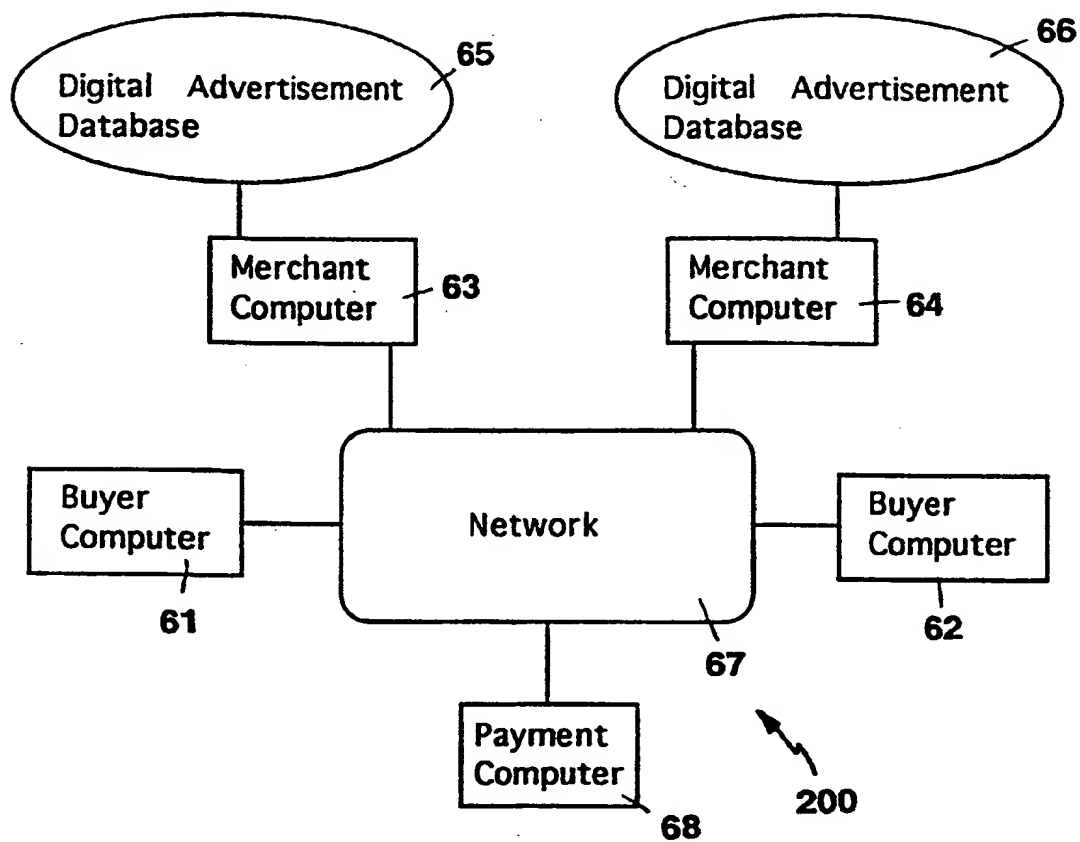 65
Digital Advertisement
Database
66
Digital Advertisement
Database
Merchant
Computer
63
Merchant
Computer
64
Buyer
Computer
61
Network
67
Buyer
Computer
62
Payment
Computer
68
200